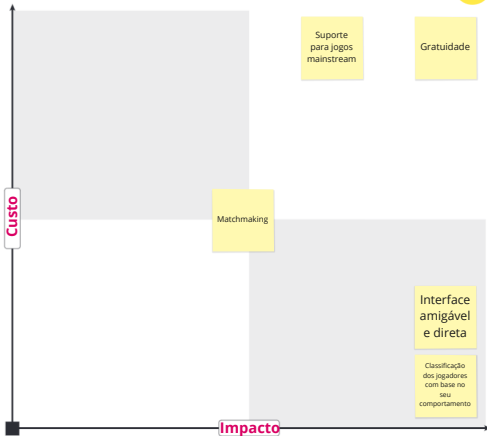 Suporte
para jogos
mainstream
Gratuidade
Custo
Matchmaking
Interface
amigável
e direta
Classificação
dos jogadores
com base no
seu
comportamento
Impacto